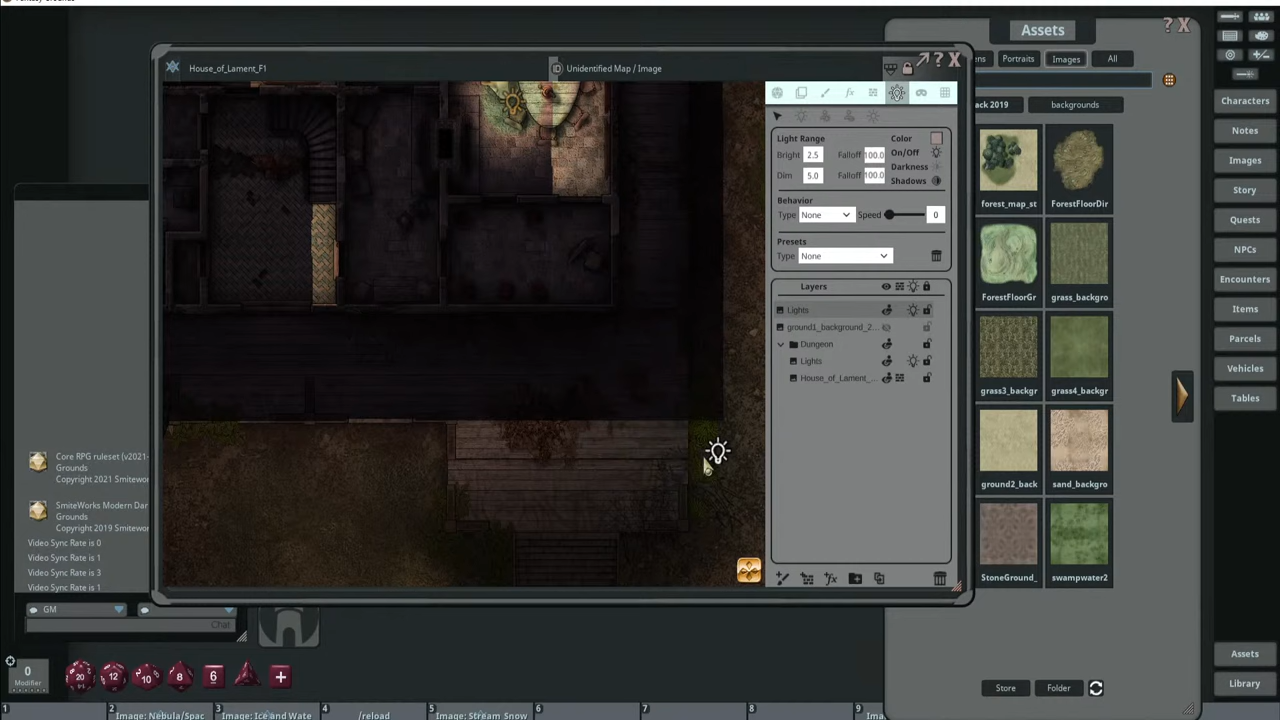 Assets
House_of_Lament_F1
Unidentified Map / Image
Portraits
Images
All
ack 2019
backgrounds
Light Range
Color
Bright 2.5 Falloff 100.0
On/Off
Darkness
Dim 5.0 Falloff 100.0
Shadows
Behavior
Type None Speed 0
Presets
Type None
Layers
Lights
ground1_background_2...
Dungeon
Lights
House_of_Lament_...
forest_map_st
ForestFloorDir
ForestFloorGr
grass_backgro
grass3_backgr
grass4_backgr
ground2_back
sand_backgro
StoneGround_
swampwater2
Store
Folder
Characters
Notes
Images
Story
Quests
NPCs
Encounters
Items
Parcels
Vehicles
Tables
Assets
Library
Core RPG ruleset (v2021-
Grounds
Copyright 2021 Smitewo
SmiteWorks Modern Dar
Grounds
Copyright 2019 Smitewor
Video Sync Rate is 0
Video Sync Rate is 1
Video Sync Rate is 3
Video Sync Rate is 1
GM
Chat
0
Modifier
20
12
10
8
6
1
2
Image: Nebula/Spac
3
Image: Ice and Wate
4
/reload
5
Image: Stream Snow
6
7
8
9
Ima